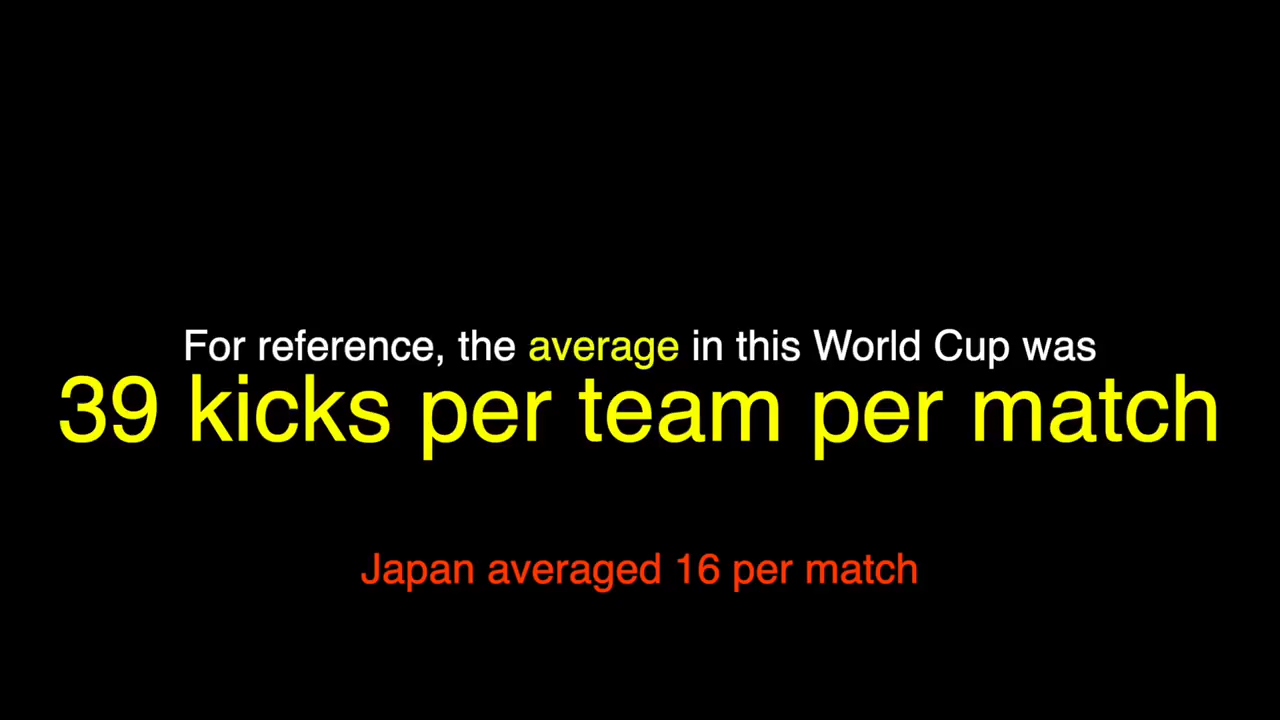 For reference, the average in this World Cup was
39 kicks per team per match
Japan averaged 16 per match